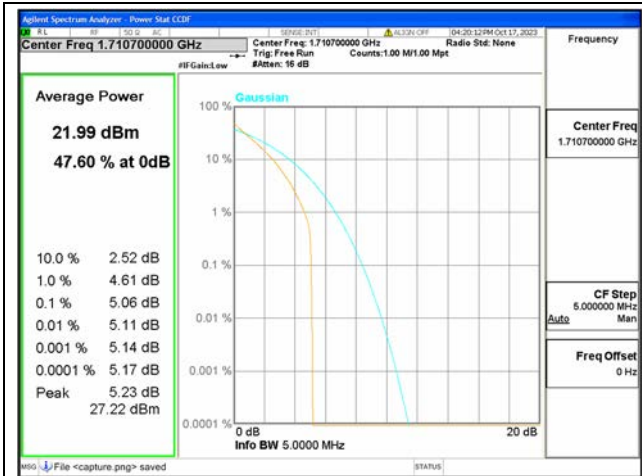 Agilent Spectrum Analyzer - Power Stat CCDF
RL RF 50 Ω AC SENSE:INT ALIGN OFF 04:20:12 PM Oct 17, 2023
Center Freq 1.710700000 GHz
Center Freq: 1.710700000 GHz Radio Std: None
Trig: Free Run Counts:1.00 M/1.00 Mpt
#IFGain:Low #Atten: 16 dB
Frequency
Average Power
21.99 dBm
47.60 % at 0dB
10.0 % 2.52 dB
1.0 % 4.61 dB
0.1 % 5.06 dB
0.01 % 5.11 dB
0.001 % 5.14 dB
0.0001 % 5.17 dB
Peak 5.23 dB
27.22 dBm
Gaussian
100 %
10 %
1 %
0.1 %
0.01 %
0.001 %
0.0001 %
0 dB 20 dB
Info BW 5.0000 MHz
Center Freq
1.710700000 GHz
CF Step
5.000000 MHz
Auto Man
Freq Offset
0 Hz
MSG File <capture.png> saved STATUS